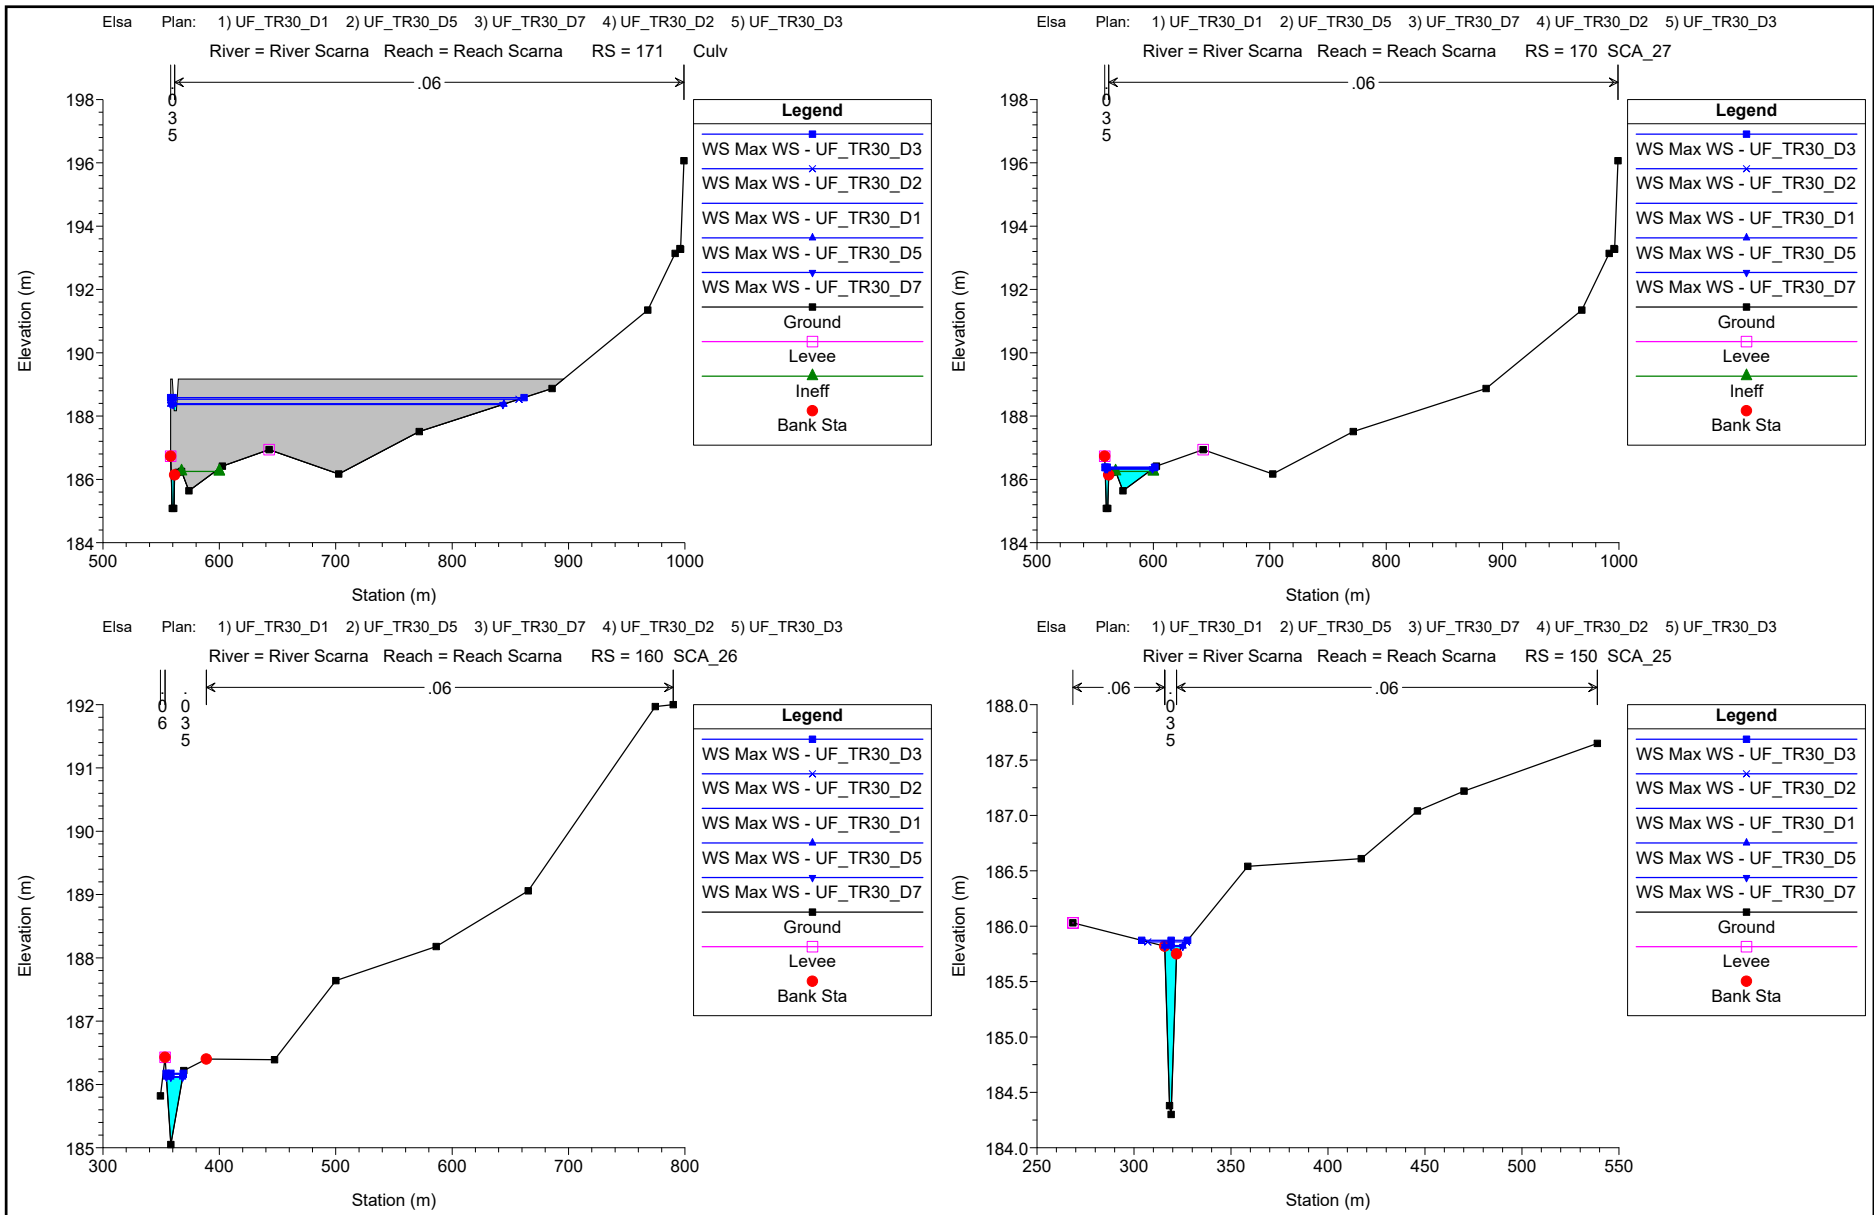 Elsa Plan: 1) UF_TR30_D1 2) UF_TR30_D5 3) UF_TR30_D7 4) UF_TR30_D2 5) UF_TR30_D3
River = River Scarna Reach = Reach Scarna RS = 171 Culv
.035
.06
198
196
194
192
190
188
186
184
Elevation (m)
500 600 700 800 900 1000
Station (m)
Legend
WS Max WS - UF_TR30_D3
WS Max WS - UF_TR30_D2
WS Max WS - UF_TR30_D1
WS Max WS - UF_TR30_D5
WS Max WS - UF_TR30_D7
Ground
Levee
Ineff
Bank Sta
Elsa Plan: 1) UF_TR30_D1 2) UF_TR30_D5 3) UF_TR30_D7 4) UF_TR30_D2 5) UF_TR30_D3
River = River Scarna Reach = Reach Scarna RS = 170 SCA_27
.035
.06
198
196
194
192
190
188
186
184
Elevation (m)
500 600 700 800 900 1000
Station (m)
Legend
WS Max WS - UF_TR30_D3
WS Max WS - UF_TR30_D2
WS Max WS - UF_TR30_D1
WS Max WS - UF_TR30_D5
WS Max WS - UF_TR30_D7
Ground
Levee
Ineff
Bank Sta
Elsa Plan: 1) UF_TR30_D1 2) UF_TR30_D5 3) UF_TR30_D7 4) UF_TR30_D2 5) UF_TR30_D3
River = River Scarna Reach = Reach Scarna RS = 160 SCA_26
.06
.035
.06
192
191
190
189
188
187
186
185
Elevation (m)
300 400 500 600 700 800
Station (m)
Legend
WS Max WS - UF_TR30_D3
WS Max WS - UF_TR30_D2
WS Max WS - UF_TR30_D1
WS Max WS - UF_TR30_D5
WS Max WS - UF_TR30_D7
Ground
Levee
Bank Sta
Elsa Plan: 1) UF_TR30_D1 2) UF_TR30_D5 3) UF_TR30_D7 4) UF_TR30_D2 5) UF_TR30_D3
River = River Scarna Reach = Reach Scarna RS = 150 SCA_25
.06
.035
.06
188.0
187.5
187.0
186.5
186.0
185.5
185.0
184.5
184.0
Elevation (m)
250 300 350 400 450 500 550
Station (m)
Legend
WS Max WS - UF_TR30_D3
WS Max WS - UF_TR30_D2
WS Max WS - UF_TR30_D1
WS Max WS - UF_TR30_D5
WS Max WS - UF_TR30_D7
Ground
Levee
Bank Sta